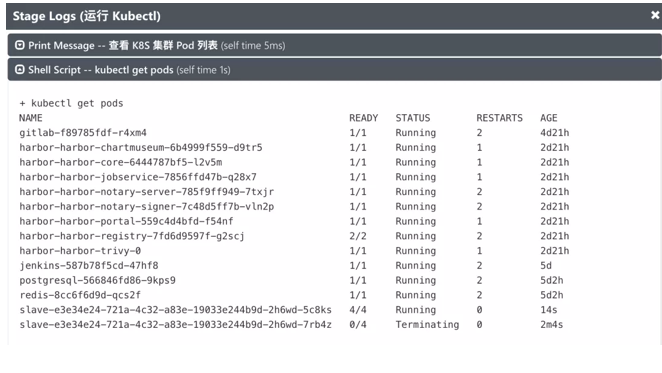 Stage Logs (运行 Kubectl)
Print Message -- 查看 K8S 集群 Pod 列表 (self time 5ms)
Shell Script -- kubectl get pods (self time 1s)
+ kubectl get pods
NAME READY STATUS RESTARTS AGE
gitlab-f89785fdf-r4xm4 1/1 Running 2 4d21h
harbor-harbor-chartmuseum-6b4999f559-d9tr5 1/1 Running 1 2d21h
harbor-harbor-core-6444787bf5-l2v5m 1/1 Running 1 2d21h
harbor-harbor-jobservice-7856ffd47b-q28x7 1/1 Running 1 2d21h
harbor-harbor-notary-server-785f9ff949-7txjr 1/1 Running 2 2d21h
harbor-harbor-notary-signer-7c48d5ff7b-vln2p 1/1 Running 2 2d21h
harbor-harbor-portal-559c4d4bfd-f54nf 1/1 Running 1 2d21h
harbor-harbor-registry-7fd6d9597f-g2scj 2/2 Running 2 2d21h
harbor-harbor-trivy-0 1/1 Running 1 2d21h
jenkins-587b78f5cd-47hf8 1/1 Running 2 5d
postgresql-566846fd86-9kps9 1/1 Running 2 5d2h
redis-8cc6f6d9d-qcs2f 1/1 Running 2 5d2h
slave-e3e34e24-721a-4c32-a83e-19033e244b9d-2h6wd-5c8ks 4/4 Running 0 14s
slave-e3e34e24-721a-4c32-a83e-19033e244b9d-2h6wd-7rb4z 0/4 Terminating 0 2m4s